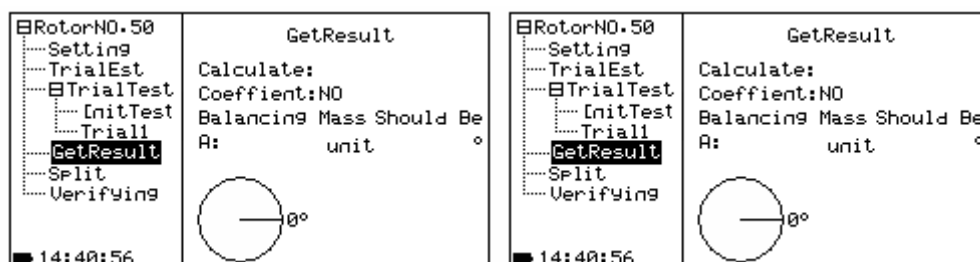 RotorNO.50
Setting
TrialEst
TrialTest
InitTest
Trial1
GetResult
Split
Verifying
14:40:56
GetResult
Calculate:
Coeffient:NO
Balancing Mass Should Be
A: unit °
0°
RotorNO.50
Setting
TrialEst
TrialTest
InitTest
Trial1
GetResult
Split
Verifying
14:40:56
GetResult
Calculate:
Coeffient:NO
Balancing Mass Should Be
A: unit °
0°